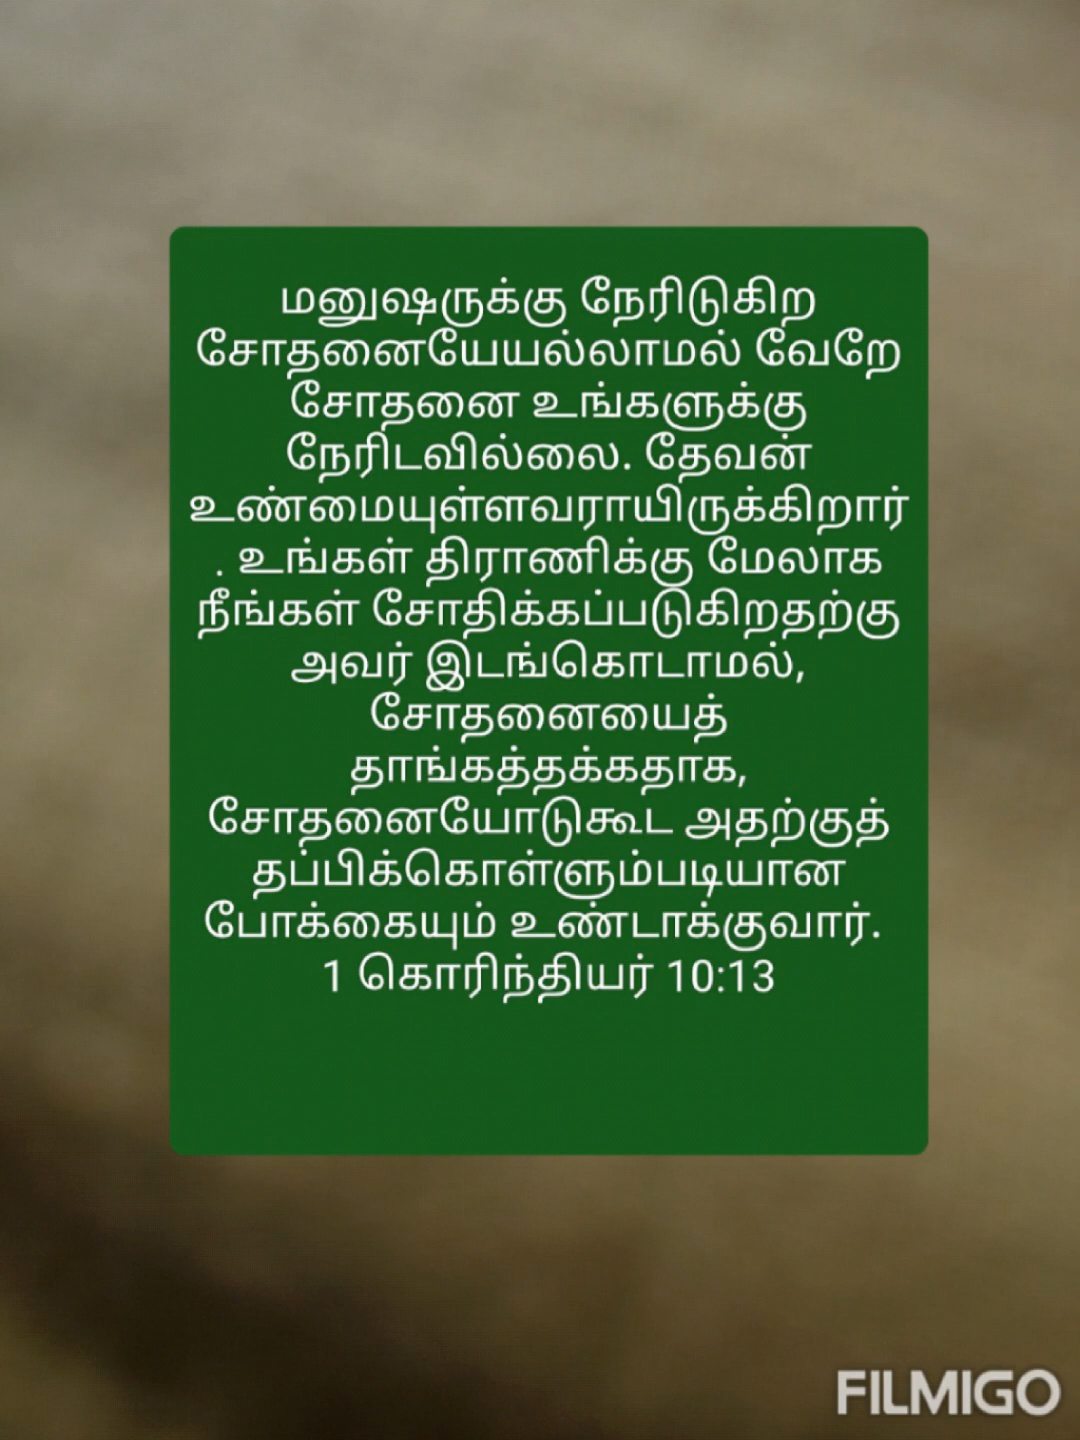 மனுஷருக்கு நேரிடுகிற
சோதனையேயல்லாமல் வேறே
சோதனை உங்களுக்கு
நேரிடவில்லை. தேவன்
உண்மையுள்ளவராயிருக்கிறார்
. உங்கள் திராணிக்கு மேலாக
நீங்கள் சோதிக்கப்படுகிறதற்கு
அவர் இடங்கொடாமல்,
சோதனையைத்
தாங்கத்தக்கதாக,
சோதனையோடுகூட அதற்குத்
தப்பிக்கொள்ளும்படியான
போக்கையும் உண்டாக்குவார்.
1 கொரிந்தியர் 10:13
FILMIGO